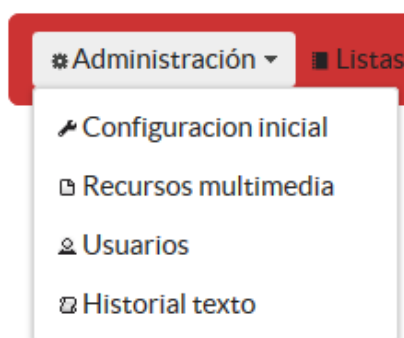 Administración Listas
Configuracion inicial
Recursos multimedia
Usuarios
Historial texto